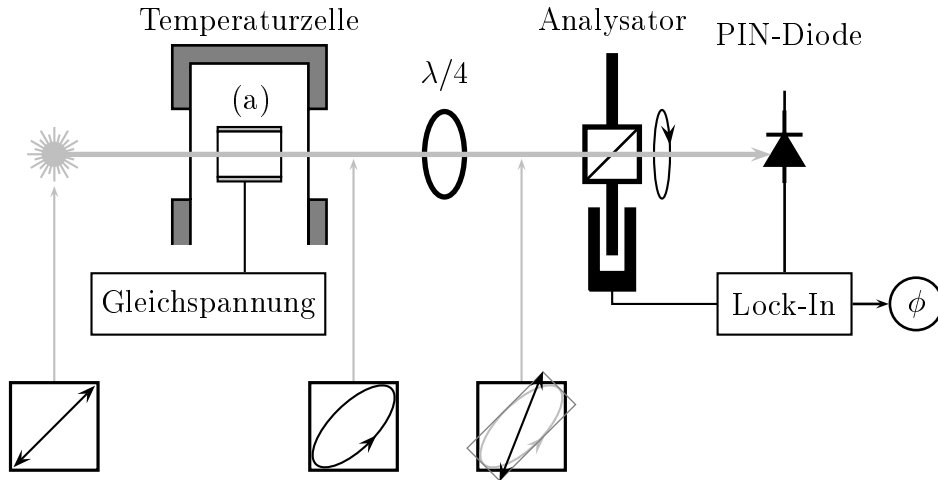 Temperaturzelle
Analysator
PIN-Diode
λ/4
(a)
Gleichspannung
Lock-In
ϕ